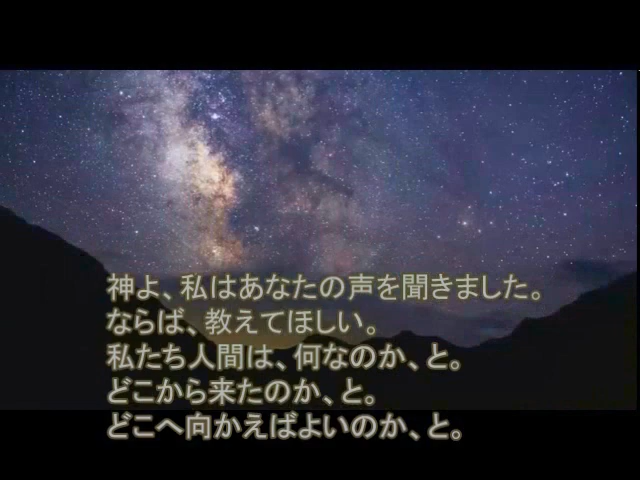 神よ、私はあなたの声を聞きました。
ならば、教えてほしい。
私たち人間は、何なのか、と。
どこから来たのか、と。
どこへ向かえばよいのか、と。